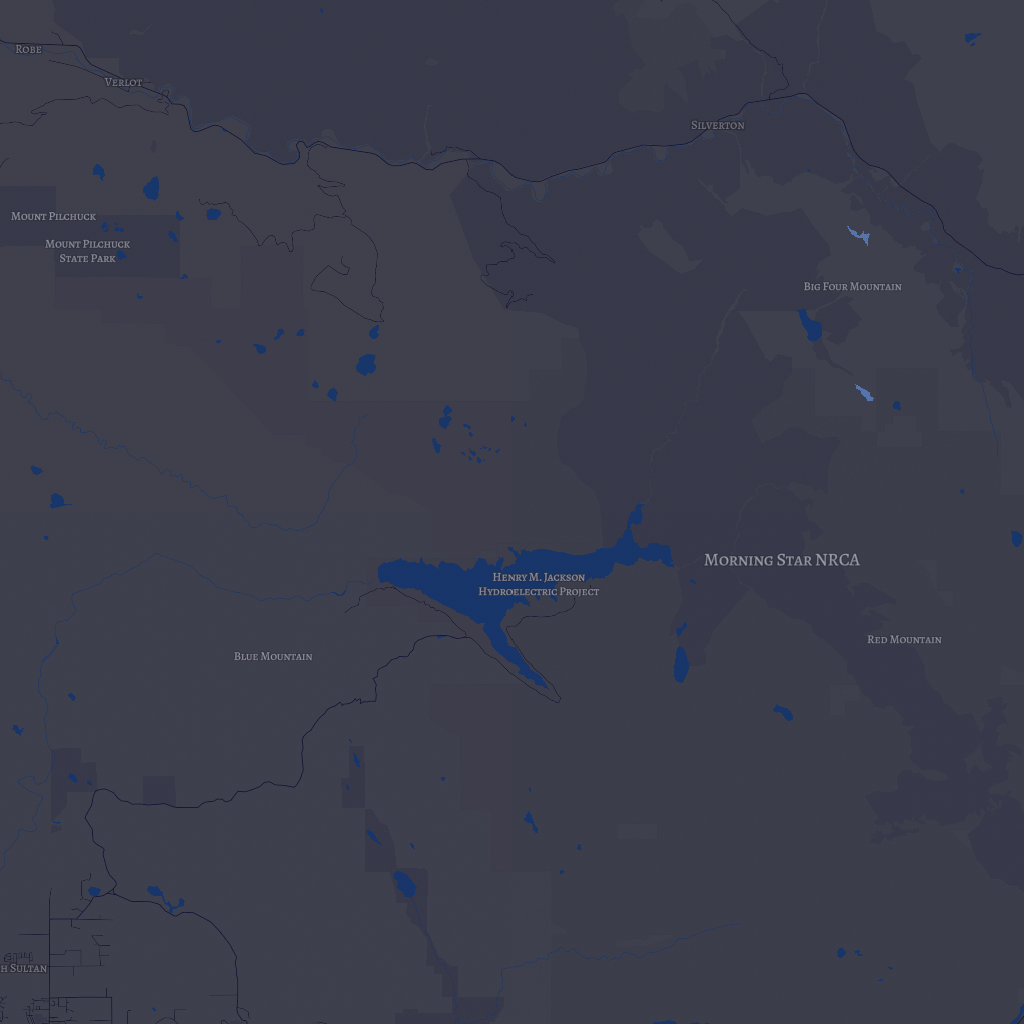 Robe
Verlot
Silverton
Mount Pilchuck
Mount Pilchuck
State Park
Big Four Mountain
Morning Star NRCA
Henry M. Jackson
Hydroelectric Project
Red Mountain
Blue Mountain
h Sultan